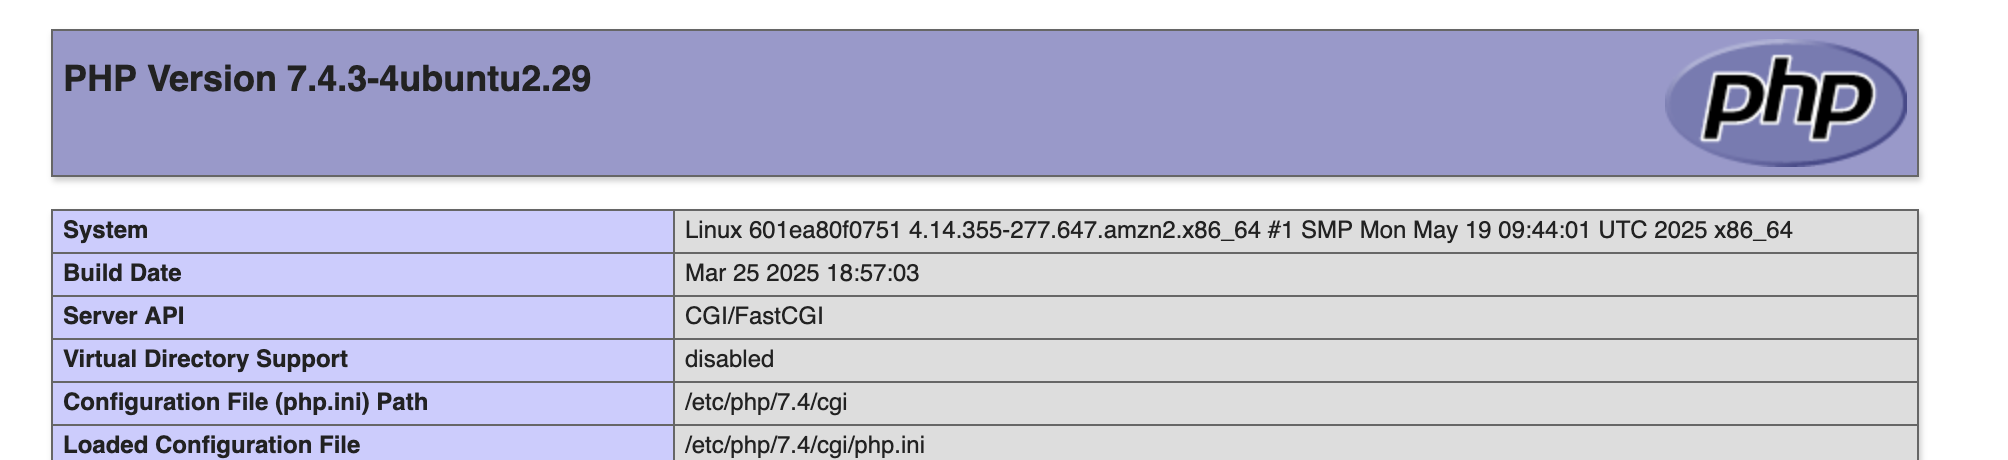 PHP Version 7.4.3-4ubuntu2.29
php
System Linux 601ea80f0751 4.14.355-277.647.amzn2.x86_64 #1 SMP Mon May 19 09:44:01 UTC 2025 x86_64
Build Date Mar 25 2025 18:57:03
Server API CGI/FastCGI
Virtual Directory Support disabled
Configuration File (php.ini) Path /etc/php/7.4/cgi
Loaded Configuration File /etc/php/7.4/cgi/php.ini